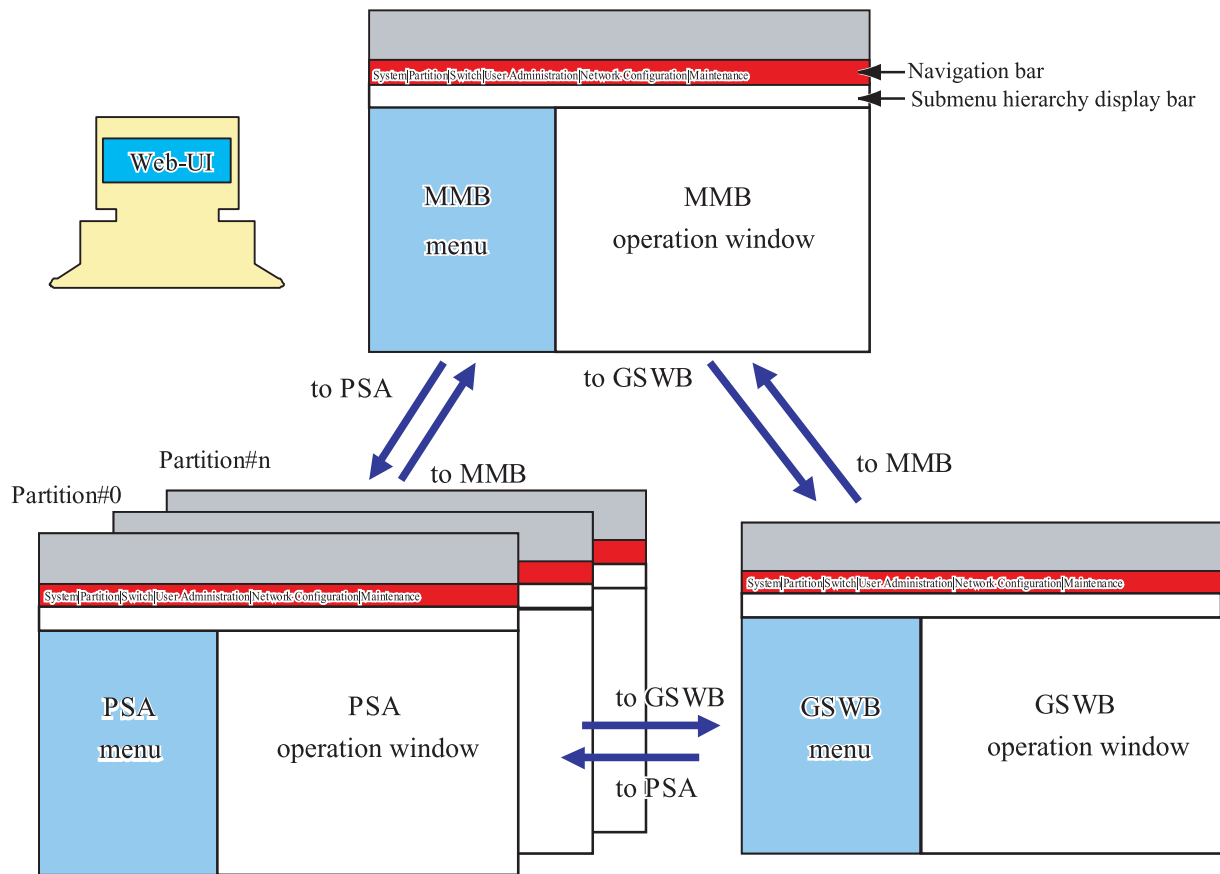 System|Partition|Switch|User Administration|Network Configuration|Maintenance
Navigation bar
Submenu hierarchy display bar
Web-UI
MMB
menu
MMB
operation window
to PSA
to GSWB
to MMB
to MMB
Partition#n
Partition#0
System|Partition|Switch|User Administration|Network Configuration|Maintenance
PSA
menu
PSA
operation window
to GSWB
to PSA
System|Partition|Switch|User Administration|Network Configuration|Maintenance
GSWB
menu
GSWB
operation window